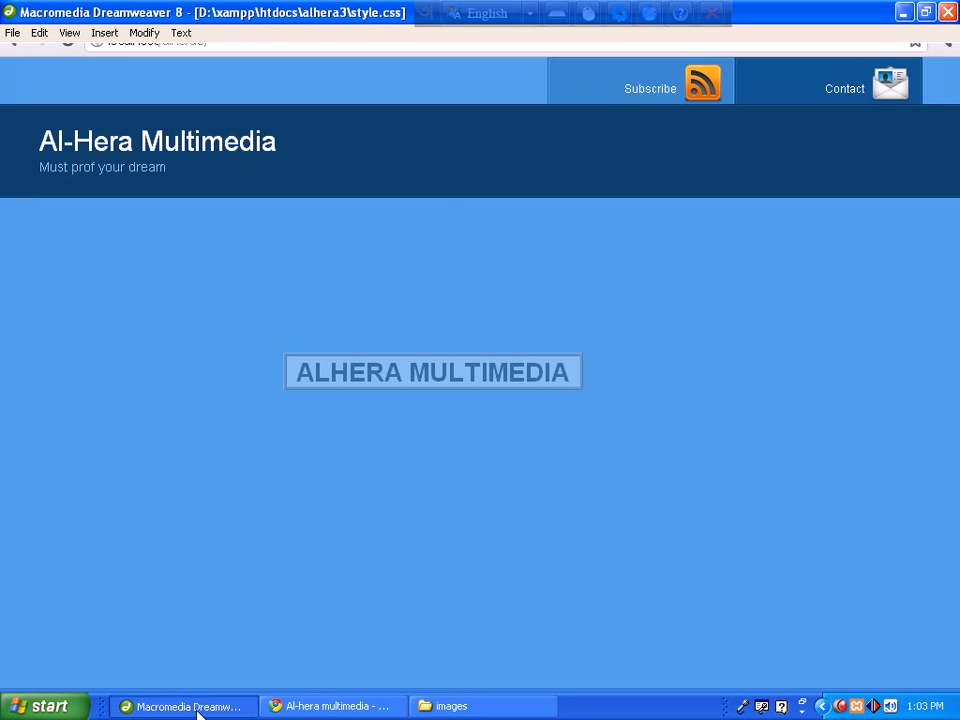 Macromedia Dreamweaver 8 - [D:\xampp\htdocs\alhera3\style.css]
English
File Edit View Insert Modify Text
Subscribe
Contact
Al-Hera Multimedia
Must prof your dream
ALHERA MULTIMEDIA
start
Macromedia Dreamw...
Al-hera multimedia - ...
images
1:03 PM